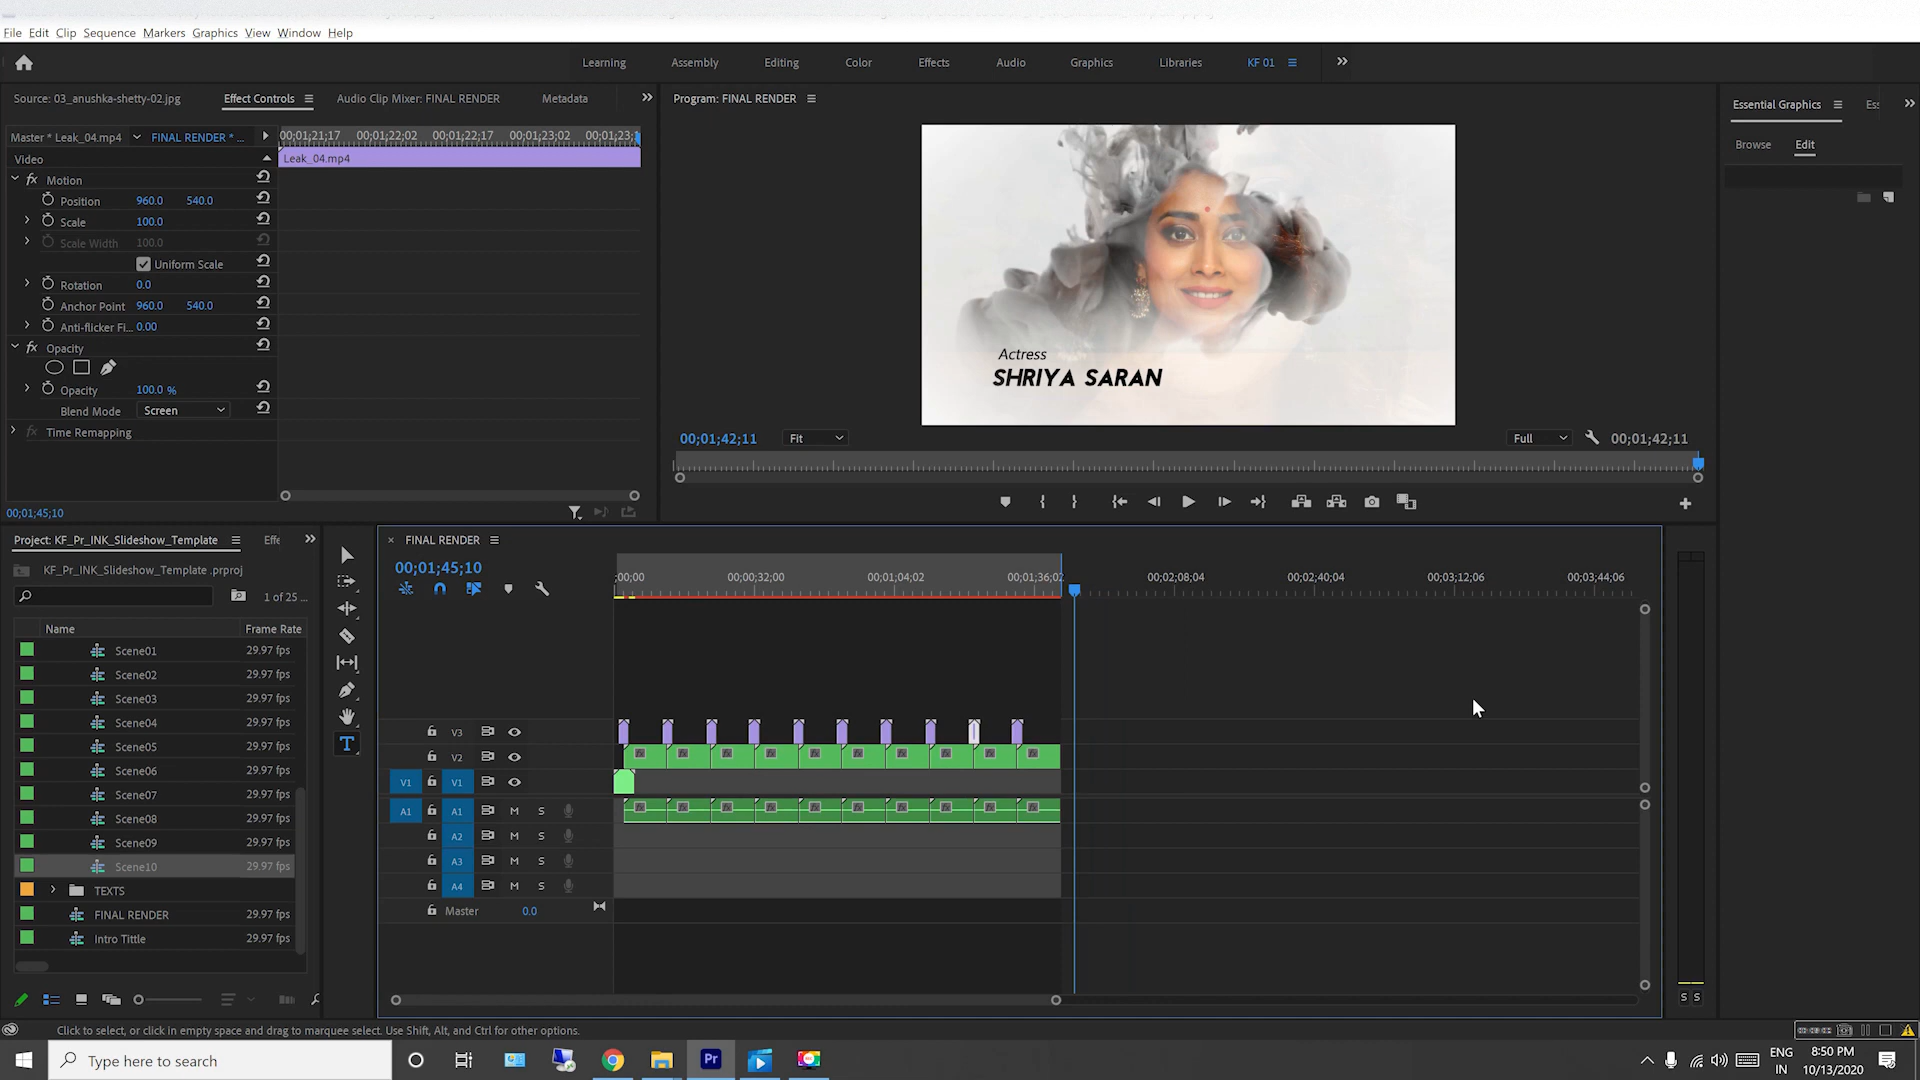 File Edit Clip Sequence Markers Graphics View Window Help
Learning Assembly Editing Color Effects Audio Graphics Libraries KF 01
Source: 03_anushka-shetty-02.jpg Effect Controls Audio Clip Mixer: FINAL RENDER Metadata
Program: FINAL RENDER
Essential Graphics
Browse Edit
Master * Leak_04.mp4 FINAL RENDER * ...
00;01;21;17 00;01;22;02 00;01;22;17 00;01;23;02 00;01;23;1
Video
Leak_04.mp4
fx Motion
Position 960.0 540.0
Scale 100.0
Scale Width 100.0
Uniform Scale
Rotation 0.0
Anchor Point 960.0 540.0
Anti-flicker Fi... 0.00
fx Opacity
Opacity 100.0 %
Blend Mode Screen
fx Time Remapping
00;01;45;10
Actress
SHRIYA SARAN
00;01;42;11 Fit Full 00;01;42;11
Project: KF_Pr_INK_Slideshow_Template Effe
KF_Pr_INK_Slideshow_Template .prproj
1 of 25 ...
Name Frame Rate
Scene01 29.97 fps
Scene02 29.97 fps
Scene03 29.97 fps
Scene04 29.97 fps
Scene05 29.97 fps
Scene06 29.97 fps
Scene07 29.97 fps
Scene08 29.97 fps
Scene09 29.97 fps
Scene10 29.97 fps
TEXTS
FINAL RENDER 29.97 fps
Intro Tittle 29.97 fps
× FINAL RENDER
00;01;45;10
;00;00 00;00;32;00 00;01;04;02 00;01;36;02 00;02;08;04 00;02;40;04 00;03;12;06 00;03;44;06
V3
V2
V1 V1
A1 A1 M S
A2 M S
A3 M S
A4 M S
Master 0.0
S S
Click to select, or click in empty space and drag to marquee select. Use Shift, Alt, and Ctrl for other options.
Type here to search
Pr
ENG
IN
8:50 PM
10/13/2020